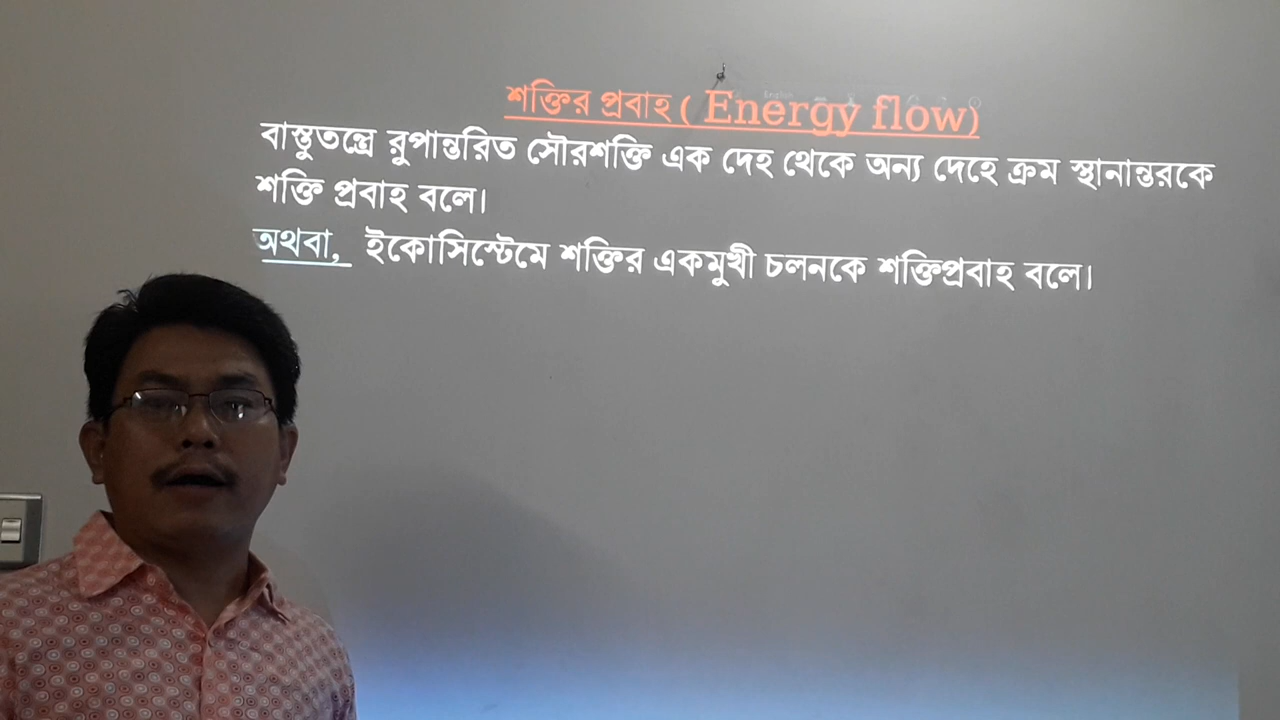 শক্তির প্রবাহ ( Energy flow)
বাস্তুতন্ত্রে রুপান্তরিত সৌরশক্তি এক দেহ থেকে অন্য দেহে ক্রম স্থানান্তরকে
শক্তি প্রবাহ বলে।
অথবা, ইকোসিস্টেমে শক্তির একমুখী চলনকে শক্তিপ্রবাহ বলে।